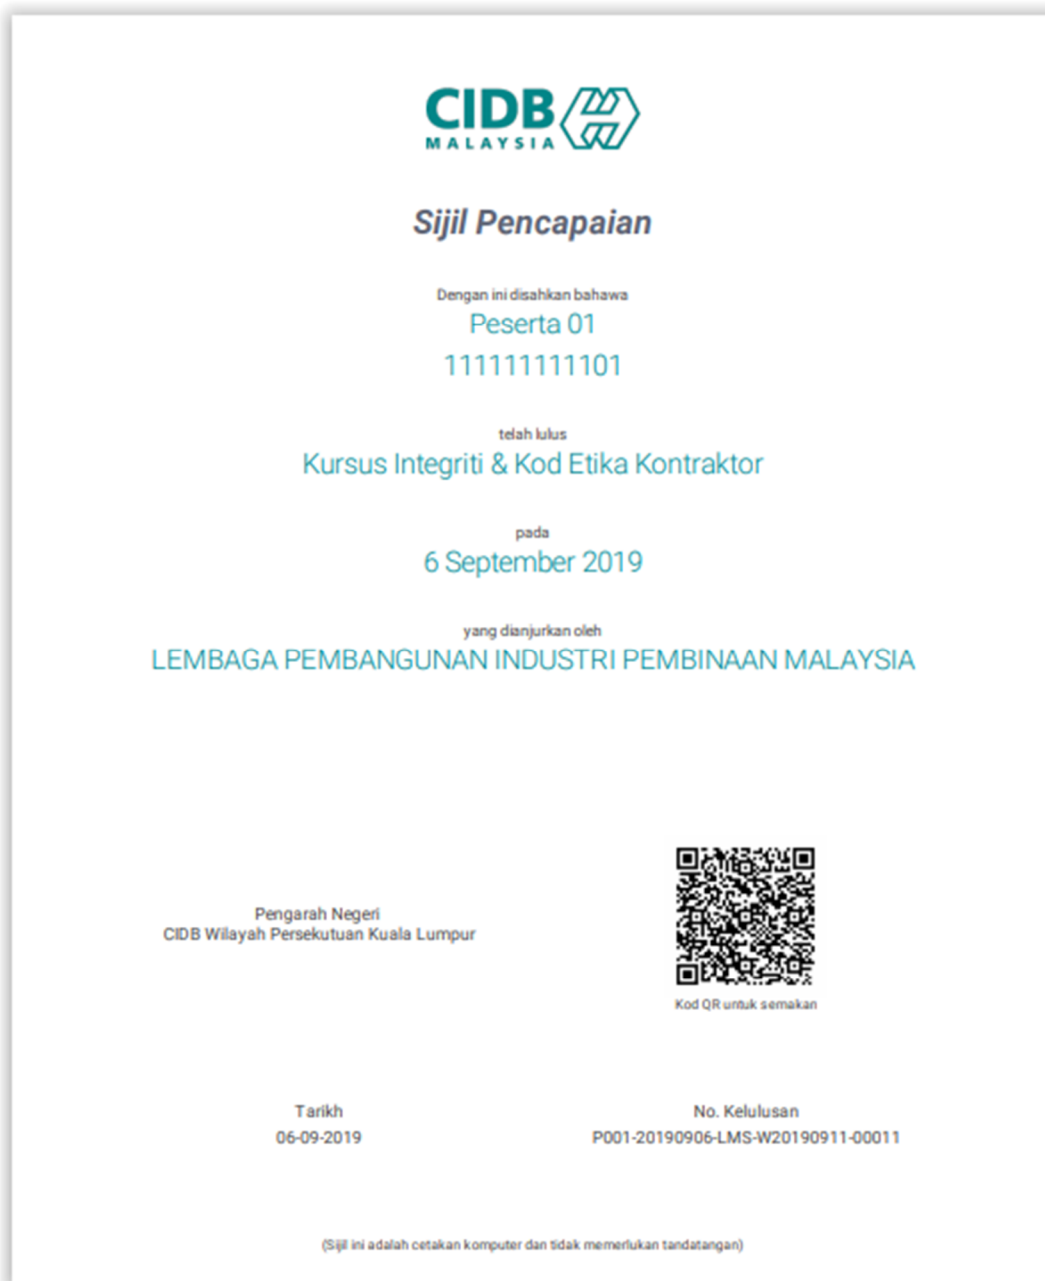 CIDB
MALAYSIA
Sijil Pencapaian
Dengan ini disahkan bahawa
Peserta 01
111111111101
telah lulus
Kursus Integriti & Kod Etika Kontraktor
pada
6 September 2019
yang dianjurkan oleh
LEMBAGA PEMBANGUNAN INDUSTRI PEMBINAAN MALAYSIA
Pengarah Negeri
CIDB Wilayah Persekutuan Kuala Lumpur
Kod QR untuk semakan
Tarikh
06-09-2019
No. Kelulusan
P001-20190906-LMS-W20190911-00011
(Sijil ini adalah cetakan komputer dan tidak memerlukan tandatangan)